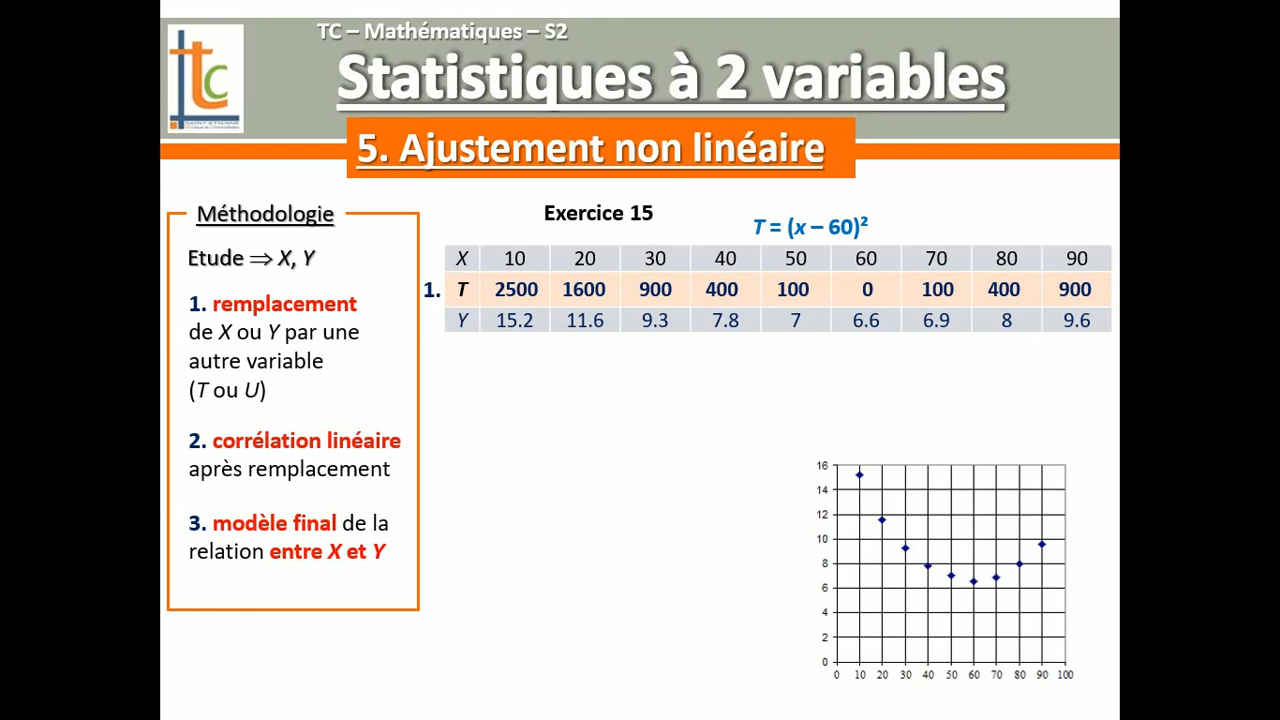 TC – Mathématiques – S2
Statistiques à 2 variables
tc
SAINT-ETIENNE
5. Ajustement non linéaire
Méthodologie
Etude ⇒ X, Y
1. remplacement
de X ou Y par une
autre variable
(T ou U)
2. corrélation linéaire
après remplacement
3. modèle final de la
relation entre X et Y
Exercice 15
T = (x – 60)²
X 10 20 30 40 50 60 70 80 90
1. T 2500 1600 900 400 100 0 100 400 900
Y 15.2 11.6 9.3 7.8 7 6.6 6.9 8 9.6
16
14
12
10
8
6
4
2
0
0 10 20 30 40 50 60 70 80 90 100